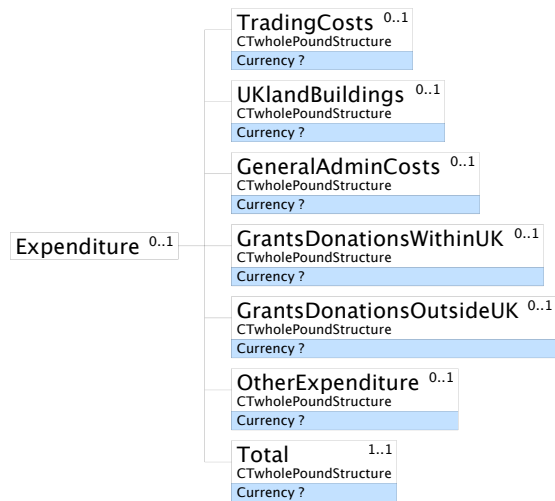 TradingCosts 0..1
CTwholePoundStructure
Currency ?
UKlandBuildings 0..1
CTwholePoundStructure
Currency ?
GeneralAdminCosts 0..1
CTwholePoundStructure
Currency ?
Expenditure 0..1
GrantsDonationsWithinUK 0..1
CTwholePoundStructure
Currency ?
GrantsDonationsOutsideUK 0..1
CTwholePoundStructure
Currency ?
OtherExpenditure 0..1
CTwholePoundStructure
Currency ?
Total 1..1
CTwholePoundStructure
Currency ?